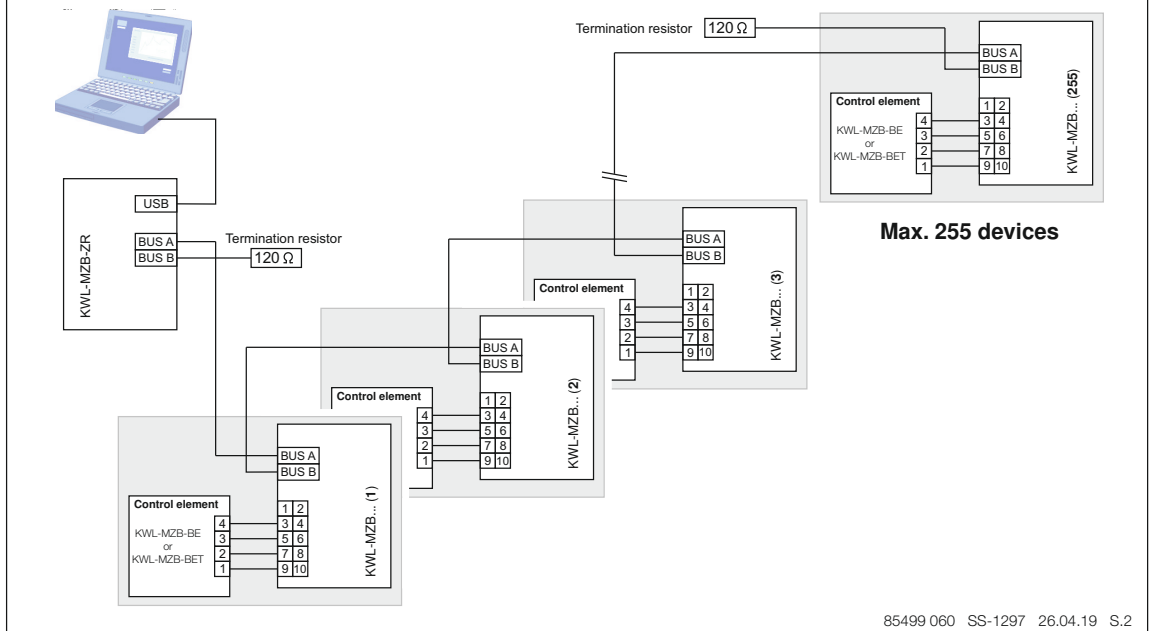 Termination resistor 120 Ω
BUS A
BUS B
Control element
KWL-MZB-BE
or
KWL-MZB-BET
4
3
2
1
1 2
3 4
5 6
7 8
9 10
KWL-MZB... (255)
Max. 255 devices
USB
BUS A
BUS B
KWL-MZB-ZR
Termination resistor
120 Ω
BUS A
BUS B
Control element
4
3
2
1
1 2
3 4
5 6
7 8
9 10
KWL-MZB... (3)
BUS A
BUS B
Control element
4
3
2
1
1 2
3 4
5 6
7 8
9 10
KWL-MZB... (2)
BUS A
BUS B
Control element
KWL-MZB-BE
or
KWL-MZB-BET
4
3
2
1
1 2
3 4
5 6
7 8
9 10
KWL-MZB... (1)
85499 060 SS-1297 26.04.19 S.2